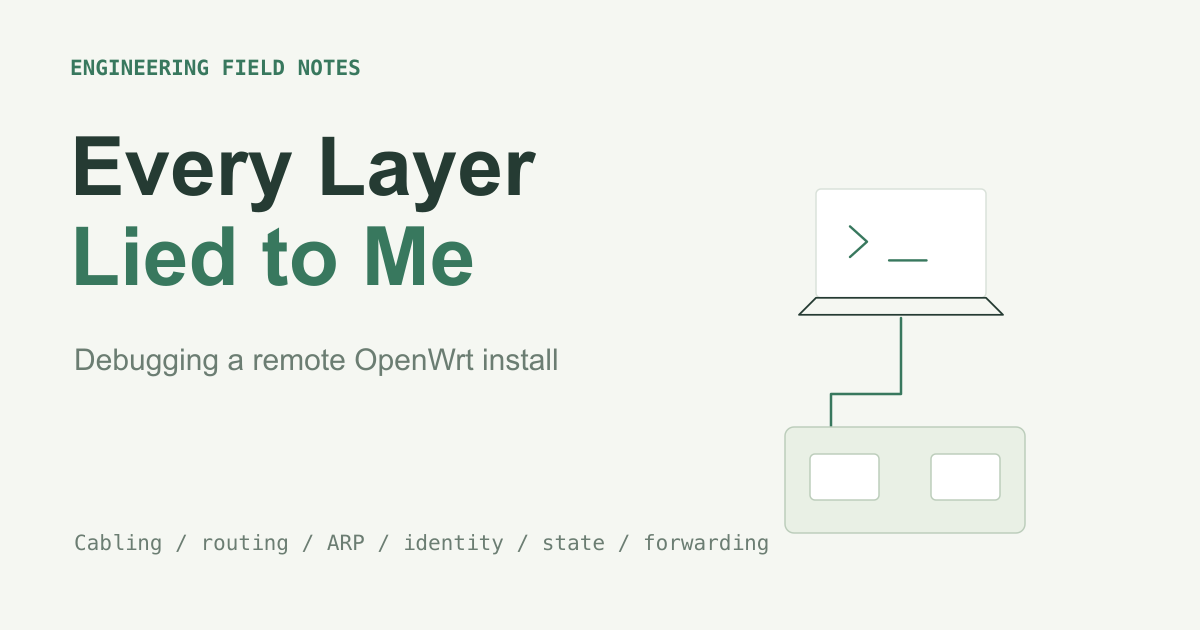 ENGINEERING FIELD NOTES
Every Layer
Lied to Me
Debugging a remote OpenWrt install
Cabling / routing / ARP / identity / state / forwarding